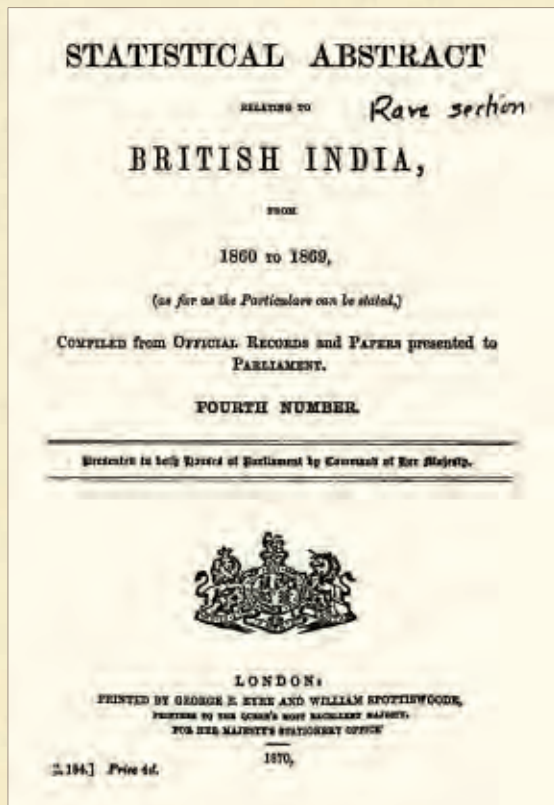 STATISTICAL ABSTRACT
RELATING TO
Rare section
BRITISH INDIA,
FROM
1860 TO 1869,
(as far as the Particulars can be stated,)
COMPILED from OFFICIAL RECORDS and PAPERS presented to
PARLIAMENT.
FOURTH NUMBER.
Presented to both Houses of Parliament by Command of Her Majesty.
LONDON:
PRINTED BY GEORGE E. EYRE AND WILLIAM SPOTTISWOODE,
PRINTERS TO THE QUEEN'S MOST EXCELLENT MAJESTY.
FOR HER MAJESTY'S STATIONERY OFFICE
1870,
184.] Price 4d.